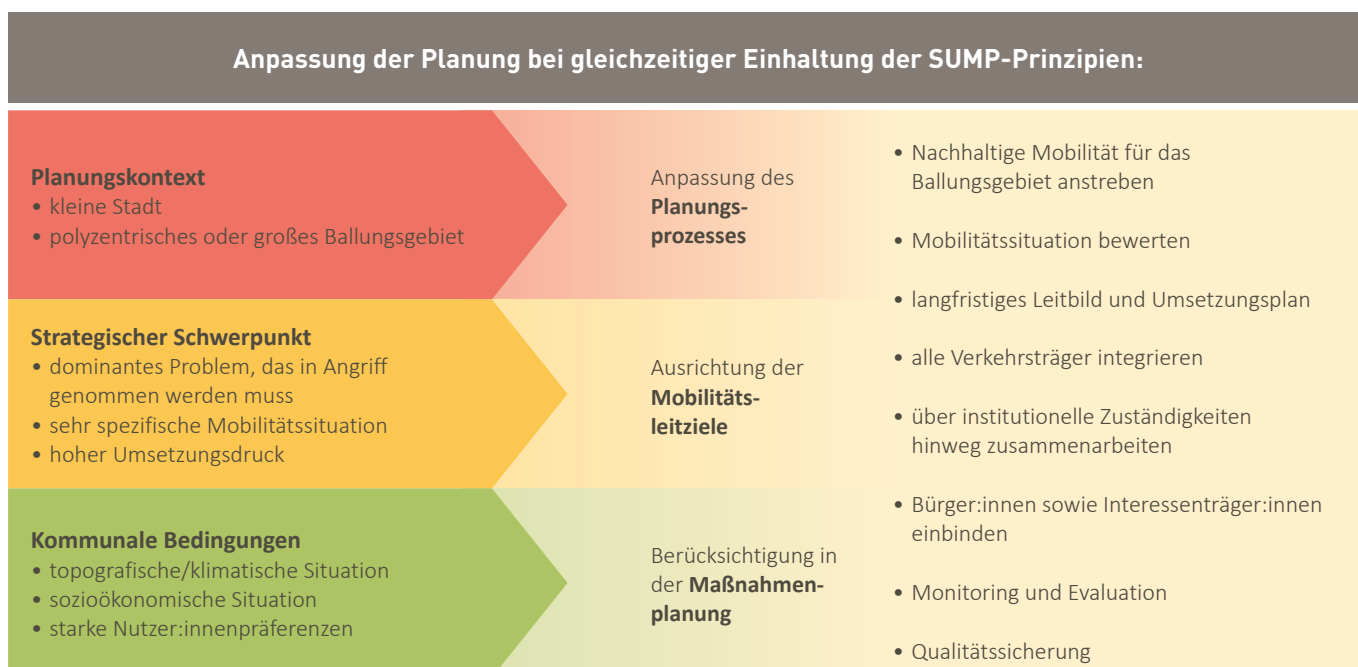 Anpassung der Planung bei gleichzeitiger Einhaltung der SUMP-Prinzipien:
Planungskontext
• kleine Stadt
• polyzentrisches oder großes Ballungsgebiet
Anpassung des
Planungs-
prozesses
Strategischer Schwerpunkt
• dominantes Problem, das in Angriff
genommen werden muss
• sehr spezifische Mobilitätssituation
• hoher Umsetzungsdruck
Ausrichtung der
Mobilitäts-
leitziele
Kommunale Bedingungen
• topografische/klimatische Situation
• sozioökonomische Situation
• starke Nutzer:innenpräferenzen
Berücksichtigung in
der Maßnahmen-
planung
• Nachhaltige Mobilität für das
Ballungsgebiet anstreben
• Mobilitätssituation bewerten
• langfristiges Leitbild und Umsetzungsplan
• alle Verkehrsträger integrieren
• über institutionelle Zuständigkeiten
hinweg zusammenarbeiten
• Bürger:innen sowie Interessenträger:innen
einbinden
• Monitoring und Evaluation
• Qualitätssicherung